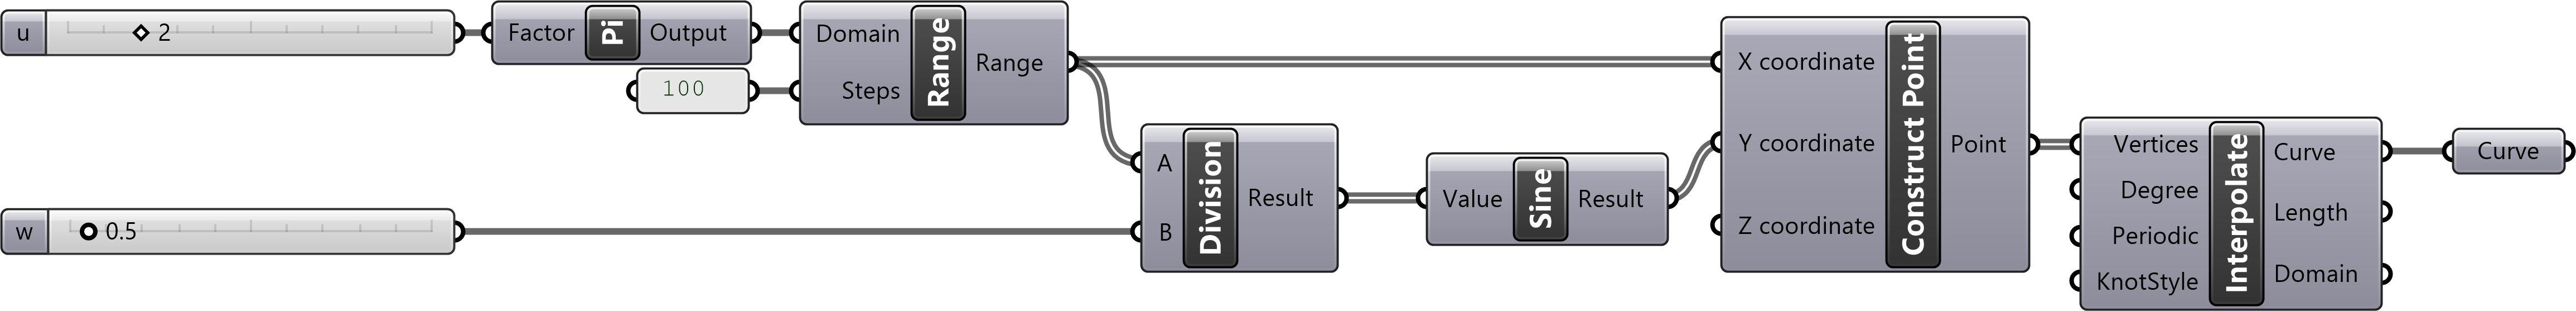 u 2
Factor Pi Output
100
Domain Steps Range Range
w 0.5
A B Division Result
Value Sine Result
X coordinate Y coordinate Z coordinate Construct Point Point
Vertices Degree Periodic KnotStyle Interpolate Curve Length Domain
Curve